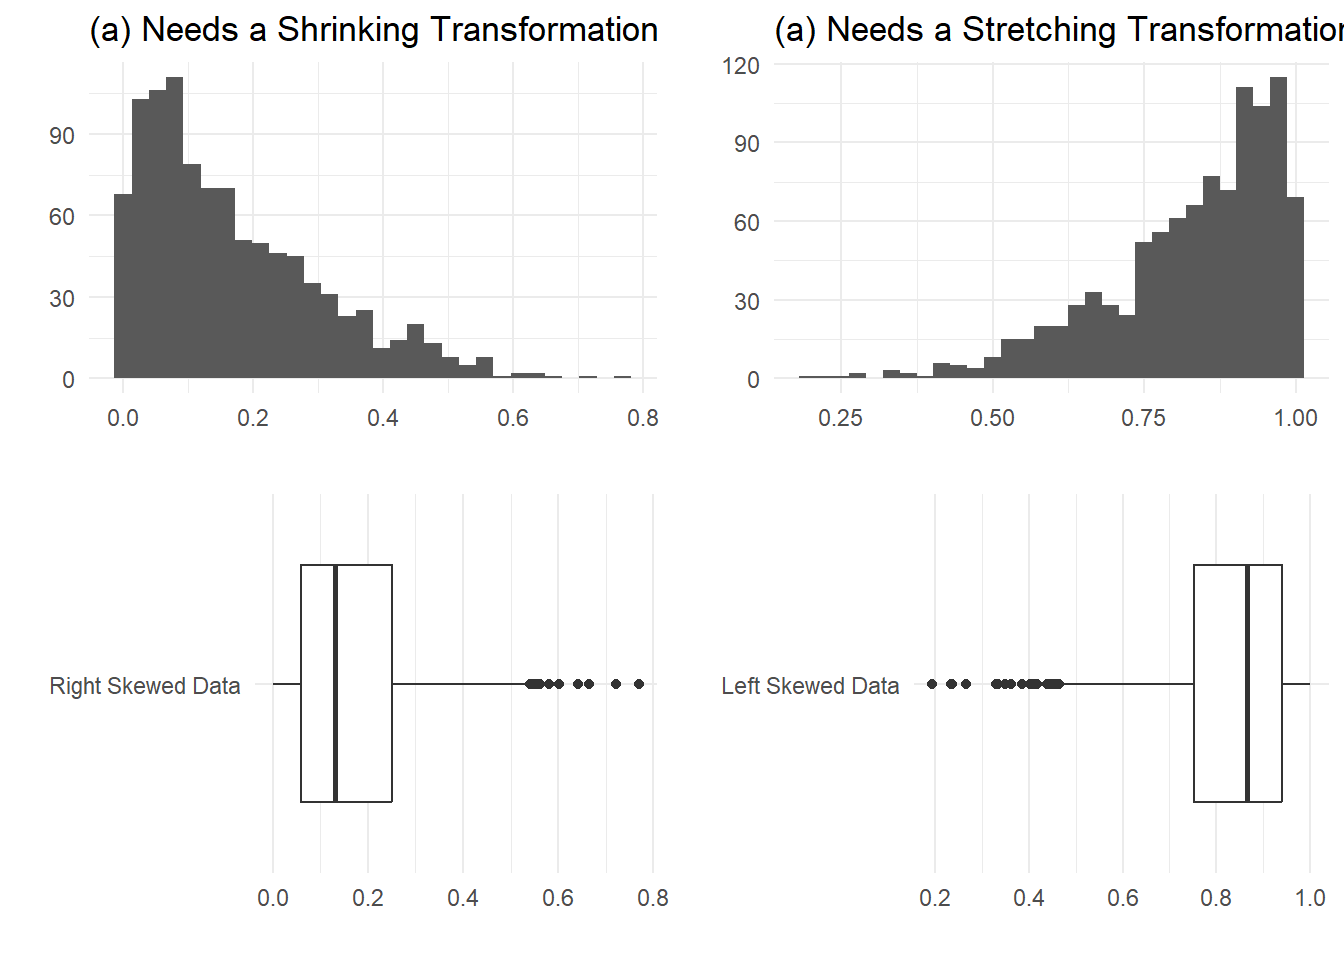 (a) Needs a Shrinking Transformation
90
60
30
0
0.0 0.2 0.4 0.6 0.8
(a) Needs a Stretching Transformation
120
90
60
30
0
0.25 0.50 0.75 1.00
Right Skewed Data
0.0 0.2 0.4 0.6 0.8
Left Skewed Data
0.2 0.4 0.6 0.8 1.0